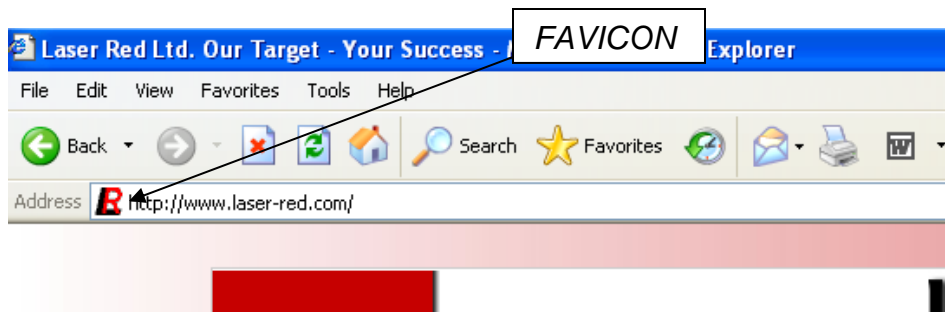 FAVICON
Laser Red Ltd. Our Target - Your Success - Explorer
File Edit View Favorites Tools Help
Back Search Favorites W
Address R http://www.laser-red.com/